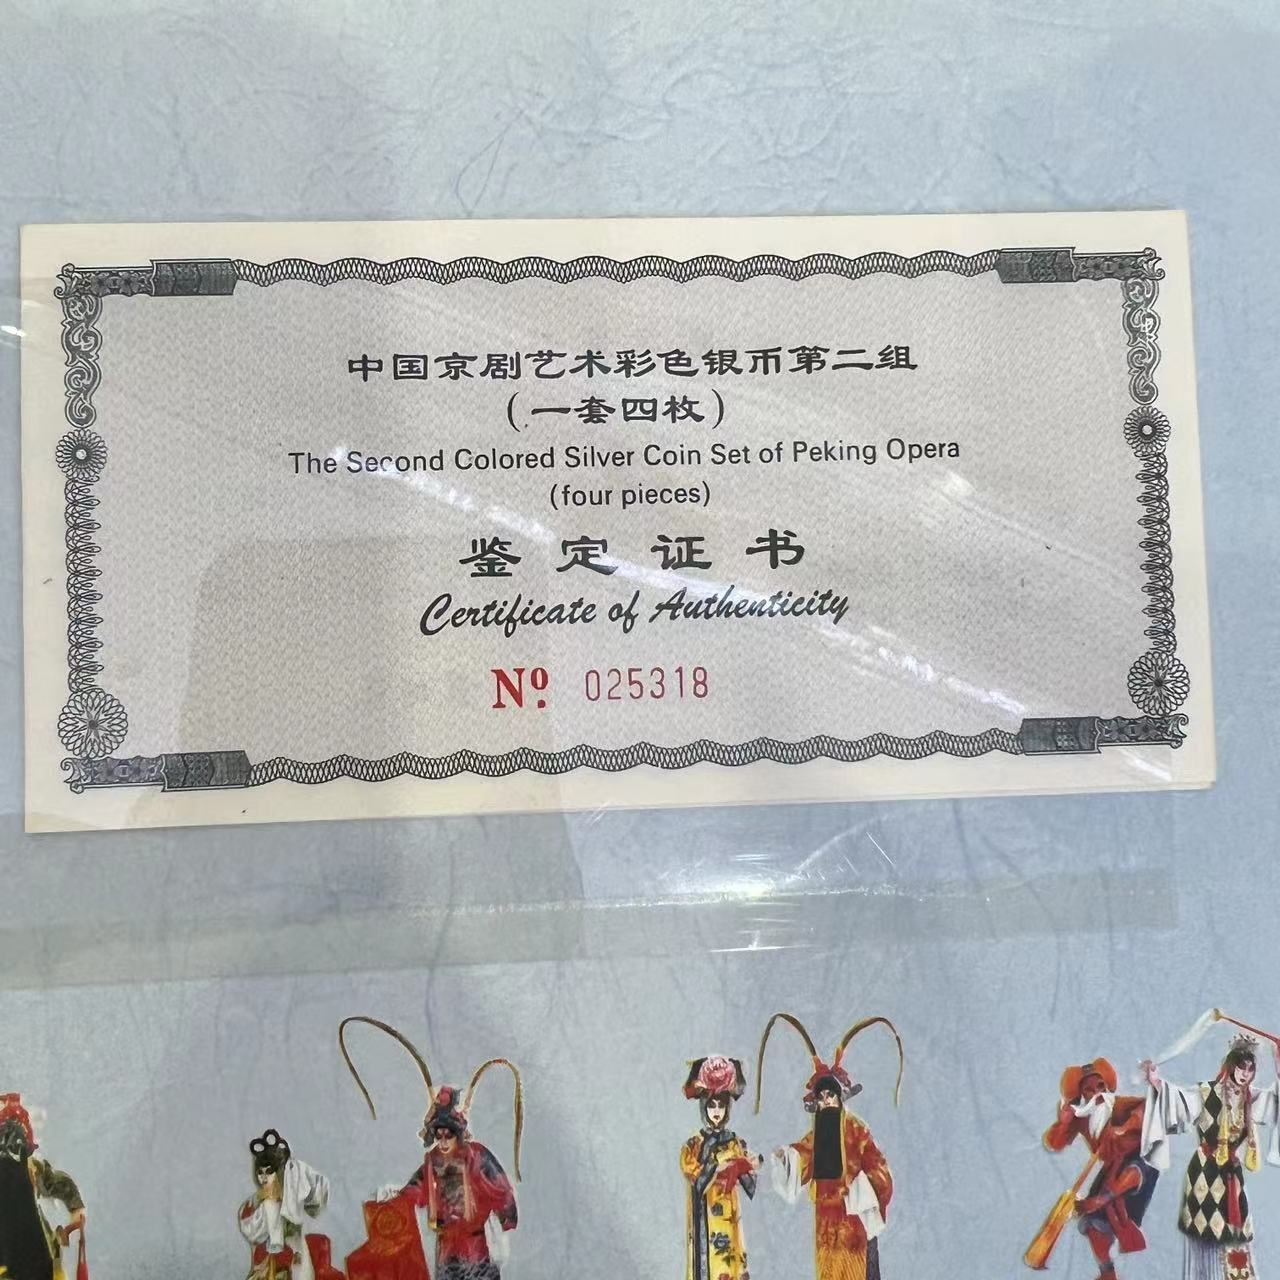 中国京剧艺术彩色银币第二组
(一套四枚)
The Second Colored Silver Coin Set of Peking Opera
(four pieces)
鉴定证书
Certificate of Authenticity
Nº. 025318